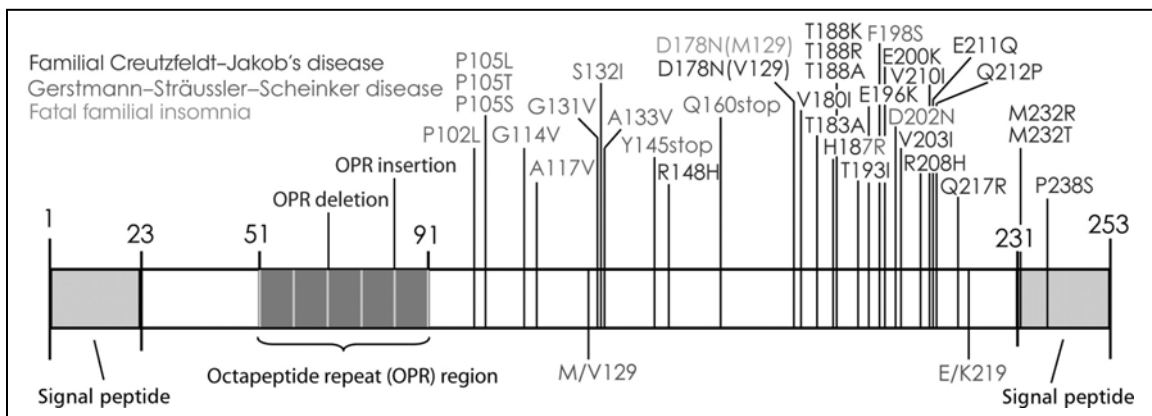 Familial Creutzfeldt–Jakob's disease
Gerstmann–Sträussler–Scheinker disease
Fatal familial insomnia
P105L
P105T
P105S
P102L
G114V
A117V
S132I
G131V
A133V
Y145stop
R148H
Q160stop
D178N(M129)
D178N(V129)
V180I
T183A
T188K
T188R
T188A
H187R
T193I
E196K
F198S
E200K
V210I
D202N
V203I
R208H
E211Q
Q212P
Q217R
M232R
M232T
P238S
OPR insertion
OPR deletion
1
23
51
91
231
253
Signal peptide
Octapeptide repeat (OPR) region
M/V129
E/K219
Signal peptide